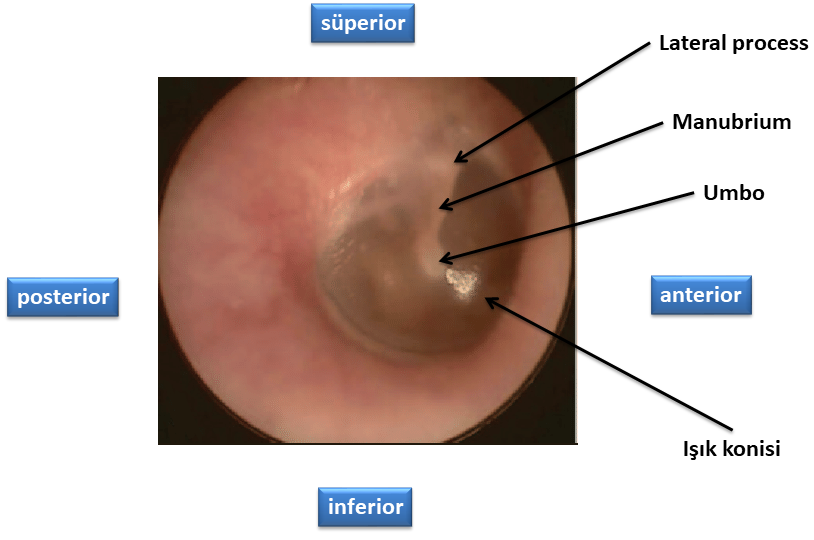 süperior
Lateral process
Manubrium
Umbo
posterior
anterior
Işık konisi
inferior